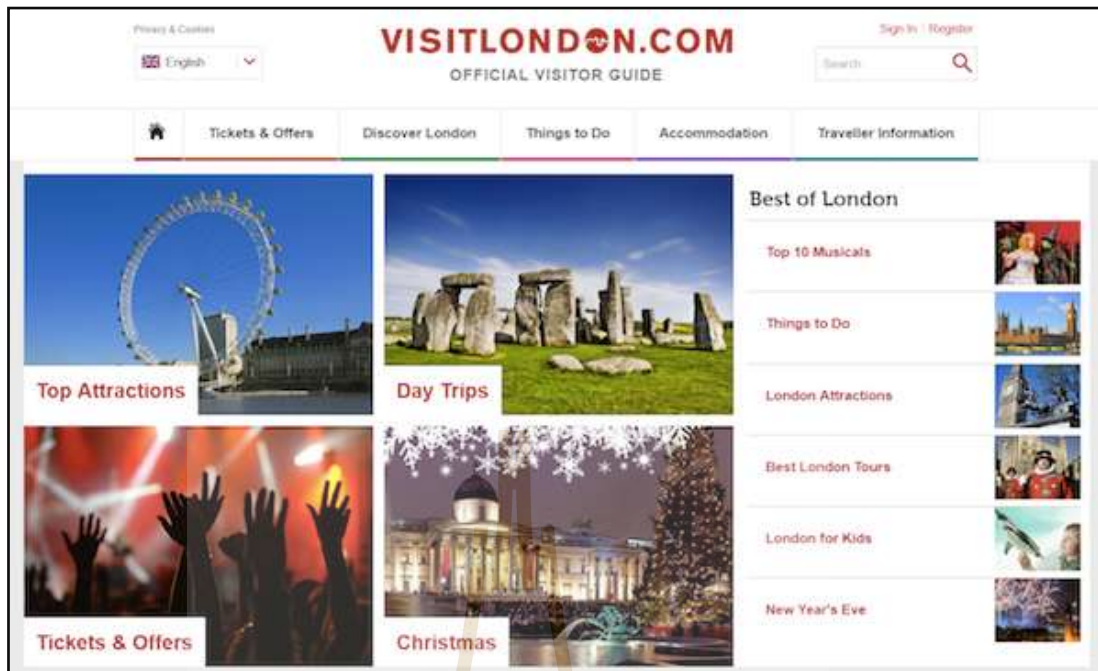 Privacy & Cookies
Sign In Register
VISITLONDON.COM
English
Search
OFFICIAL VISITOR GUIDE
Tickets & Offers
Discover London
Things to Do
Accommodation
Traveller Information
Top Attractions
Day Trips
Tickets & Offers
Christmas
Best of London
Top 10 Musicals
Things to Do
London Attractions
Best London Tours
London for Kids
New Year's Eve